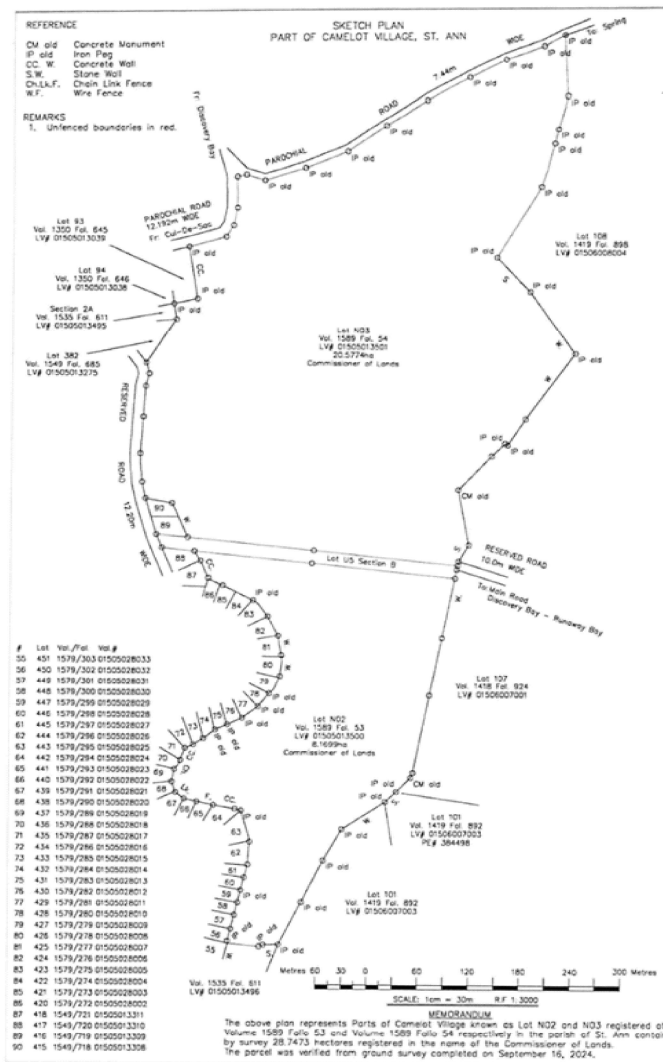 REFERENCE
CM old Concrete Monument
IP old Iron Peg
CC. W. Concrete Wall
S.W. Stone Wall
Ch.Lk.F. Chain Link Fence
W.F. Wire Fence
REMARKS
1. Unfenced boundaries in red.
SKETCH PLAN
PART OF CAMELOT VILLAGE, ST. ANN
To: Spring
WIDE
7.44m
ROAD
PAROCHIAL
Fr: Discovery Bay
PAROCHIAL ROAD
12.192m WIDE
Fr: Cul-De-Sac
Lot 93
Vol. 1350 Fol. 645
LV# 01505013039
Lot 94
Vol. 1350 Fol. 646
LV# 01505013038
Section 2A
Vol. 1535 Fol. 611
LV# 01505013495
Lot 382
Vol. 1549 Fol. 685
LV# 01505013275
Lot 108
Vol. 1419 Fol. 898
LV# 01506008004
Lot N03
Vol. 1589 Fol. 54
LV# 01505013501
20.5774ha
Commissioner of Lands
RESERVED
ROAD
12.20m
WIDE
CM old
RESERVED ROAD
10.0m WIDE
Lot US Section B
To: Main Road
Discovery Bay - Runaway Bay
Lot 107
Vol. 1418 Fol. 924
LV# 01506007001
Lot N02
Vol. 1589 Fol. 53
LV# 01505013500
8.1699ha
Commissioner of Lands
CM old
Lot 101
Vol. 1419 Fol. 892
LV# 01506007003
PE# 384498
Lot 101
Vol. 1419 Fol. 892
LV# 01506007003
Vol. 1535 Fol. 611
LV# 01505013496
# Lot Vol./Fol. Val.#
55 451 1579/303 01505028033
56 450 1579/302 01505028032
57 449 1579/301 01505028031
58 448 1579/300 01505028030
59 447 1579/299 01505028029
60 446 1579/298 01505028028
61 445 1579/297 01505028027
62 444 1579/296 01505028026
63 443 1579/295 01505028025
64 442 1579/294 01505028024
65 441 1579/293 01505028023
66 440 1579/292 01505028022
67 439 1579/291 01505028021
68 438 1579/290 01505028020
69 437 1579/289 01505028019
70 436 1579/288 01505028018
71 435 1579/287 01505028017
72 434 1579/286 01505028016
73 433 1579/285 01505028015
74 432 1579/284 01505028014
75 431 1579/283 01505028013
76 430 1579/282 01505028012
77 429 1579/281 01505028011
78 428 1579/280 01505028010
79 427 1579/279 01505028009
80 426 1579/278 01505028008
81 425 1579/277 01505028007
82 424 1579/276 01505028006
83 423 1579/275 01505028005
84 422 1579/274 01505028004
85 421 1579/273 01505028003
86 420 1579/272 01505028002
87 418 1549/721 01505013311
88 417 1549/720 01505013310
89 416 1549/719 01505013309
90 415 1549/718 01505013308
Metres 60 30 0 60 120 180 240 300 Metres
SCALE: 1cm = 30m R.F 1:3000
MEMORANDUM
The above plan represents Parts of Camelot Village known as Lot N02 and N03 registered at
Volume 1589 Folio 53 and Volume 1589 Folio 54 respectively in the parish of St. Ann contain
by survey 28.7473 hectares registered in the name of the Commissioner of Lands.
The parcel was verified from ground survey completed on September 16, 2024.